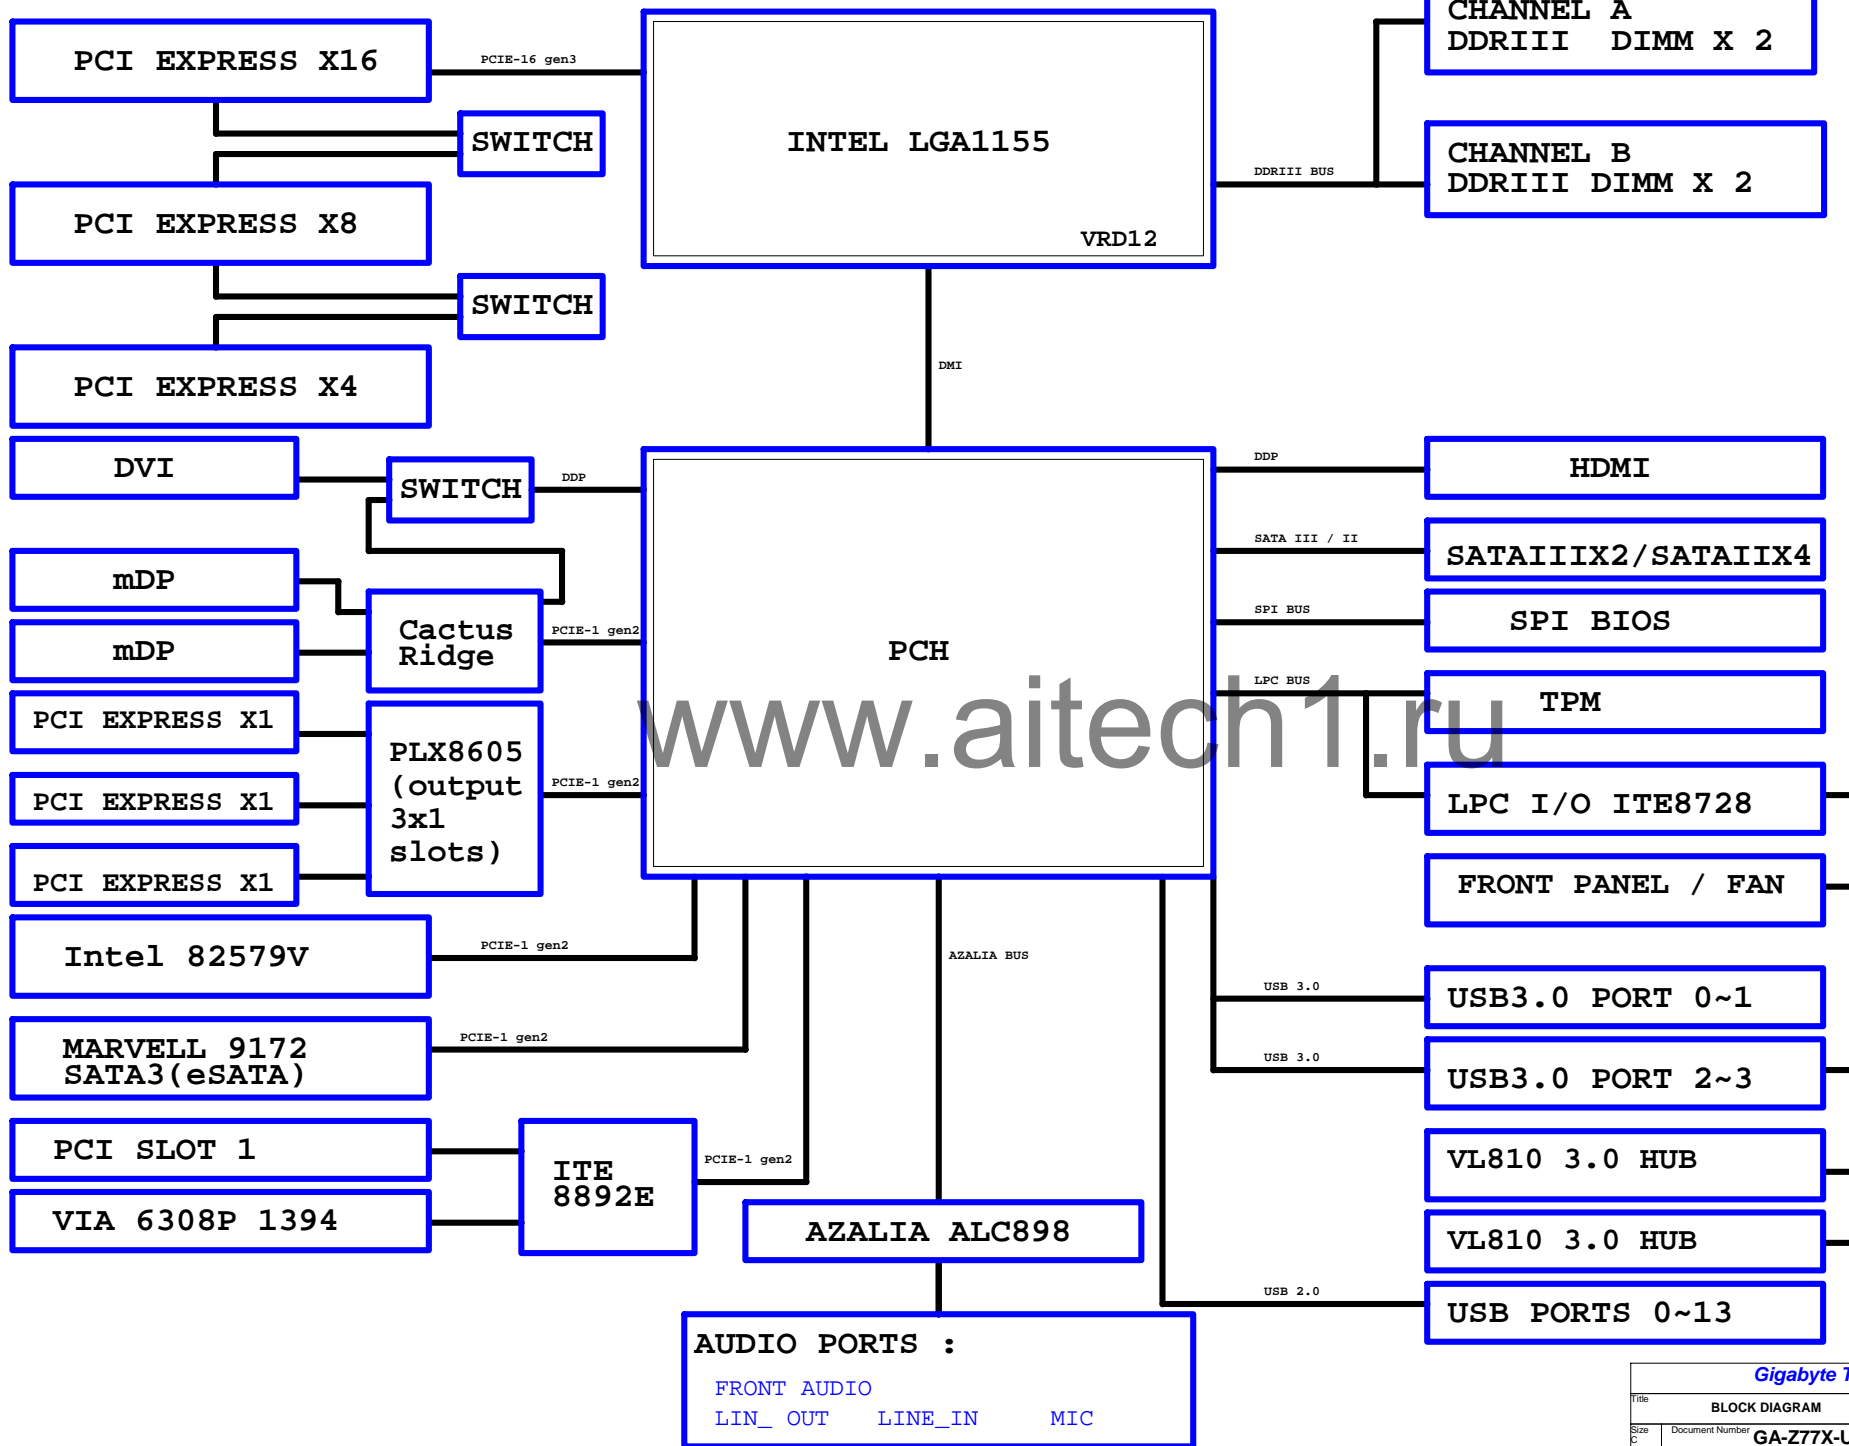 CHANNEL A
DDRIII DIMM X 2
PCI EXPRESS X16
PCIE-16 gen3
INTEL LGA1155
VRD12
SWITCH
DDRIII BUS
CHANNEL B
DDRIII DIMM X 2
PCI EXPRESS X8
SWITCH
PCI EXPRESS X4
DMI
DVI
SWITCH
DDP
DDP
HDMI
SATA III / II
SATAIIIX2/SATAIIX4
mDP
mDP
Cactus
Ridge
PCIE-1 gen2
PCH
SPI BUS
SPI BIOS
LPC BUS
TPM
www.aitech1.ru
PCI EXPRESS X1
PCI EXPRESS X1
PCI EXPRESS X1
PLX8605
(output
3x1
slots)
PCIE-1 gen2
LPC I/O ITE8728
FRONT PANEL / FAN
Intel 82579V
PCIE-1 gen2
AZALIA BUS
USB 3.0
USB3.0 PORT 0~1
MARVELL 9172
SATA3(eSATA)
PCIE-1 gen2
USB 3.0
USB3.0 PORT 2~3
PCI SLOT 1
VIA 6308P 1394
ITE
8892E
PCIE-1 gen2
AZALIA ALC898
VL810 3.0 HUB
VL810 3.0 HUB
USB 2.0
USB PORTS 0~13
AUDIO PORTS :
FRONT AUDIO
LIN_ OUT LINE_IN MIC
Gigabyte T
Title
BLOCK DIAGRAM
Size
C
Document Number
GA-Z77X-U